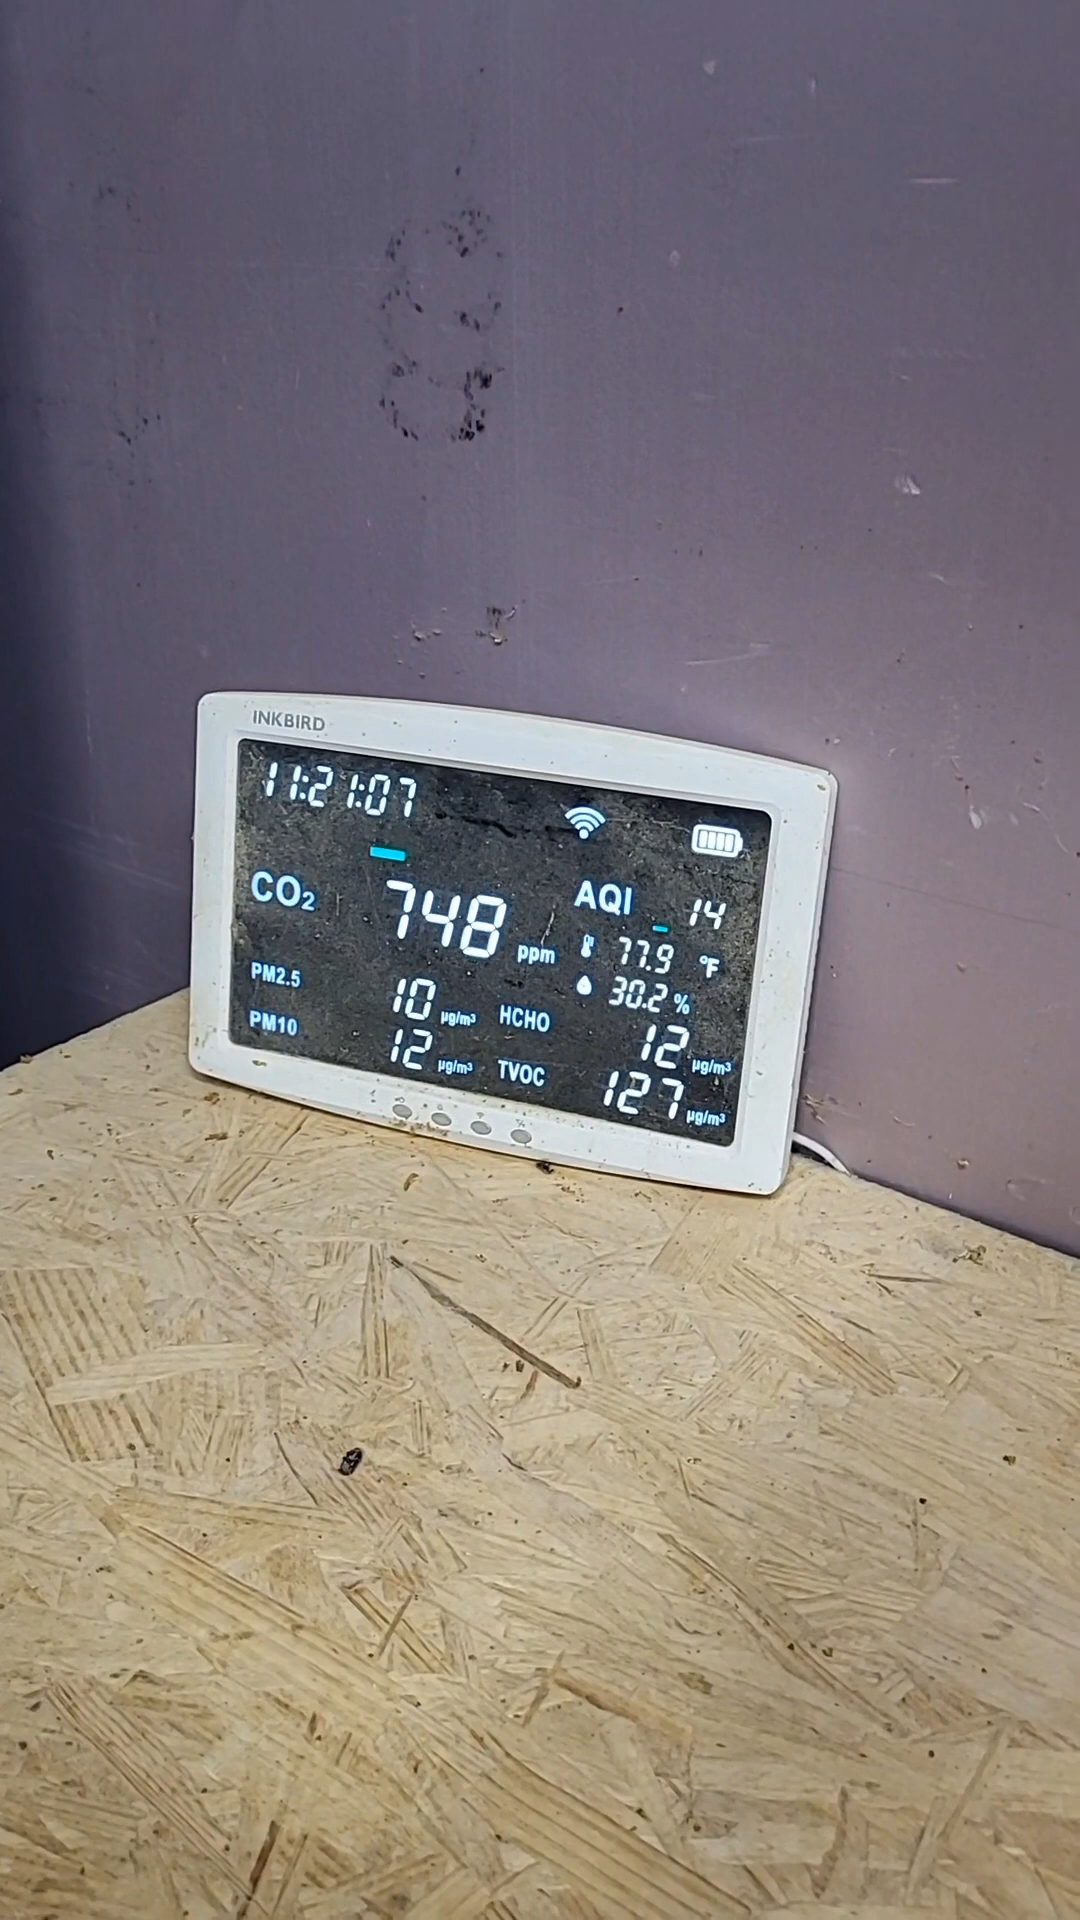 INKBIRD
11:21:07
CO₂ 748 ppm
AQI 14
77.9 °F
30.2 %
PM2.5 10 µg/m³
HCHO 12 µg/m³
PM10 12 µg/m³
TVOC 127 µg/m³